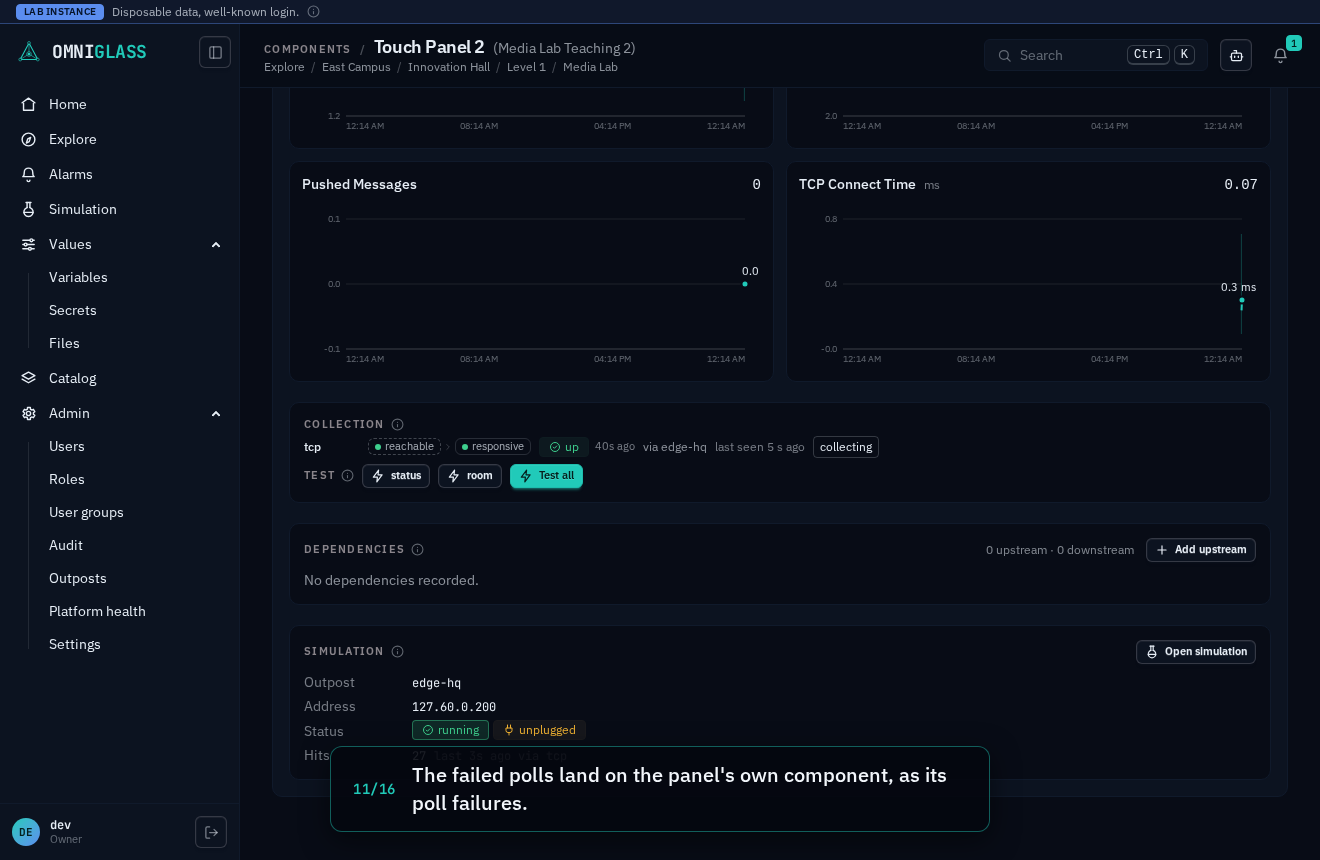 LAB INSTANCE Disposable data, well-known login.
OMNIGLASS
COMPONENTS / Touch Panel 2 (Media Lab Teaching 2)
Explore / East Campus / Innovation Hall / Level 1 / Media Lab
Search Ctrl K
1
Home
Explore
Alarms
Simulation
Values
Variables
Secrets
Files
Catalog
Admin
Users
Roles
User groups
Audit
Outposts
Platform health
Settings
DE dev
Owner
1.2
12:14 AM 08:14 AM 04:14 PM 12:14 AM
2.0
12:14 AM 08:14 AM 04:14 PM 12:14 AM
Pushed Messages 0
0.1
0.0
0.0
-0.1
12:14 AM 08:14 AM 04:14 PM 12:14 AM
TCP Connect Time ms 0.07
0.8
0.4
0.3 ms
-0.0
12:14 AM 08:14 AM 04:14 PM 12:14 AM
COLLECTION
tcp reachable › responsive up 40s ago via edge-hq last seen 5 s ago collecting
TEST status room Test all
DEPENDENCIES 0 upstream · 0 downstream Add upstream
No dependencies recorded.
SIMULATION Open simulation
Outpost edge-hq
Address 127.60.0.200
Status running unplugged
Hits 27 last 3s ago via tcp
11/16 The failed polls land on the panel's own component, as its
poll failures.